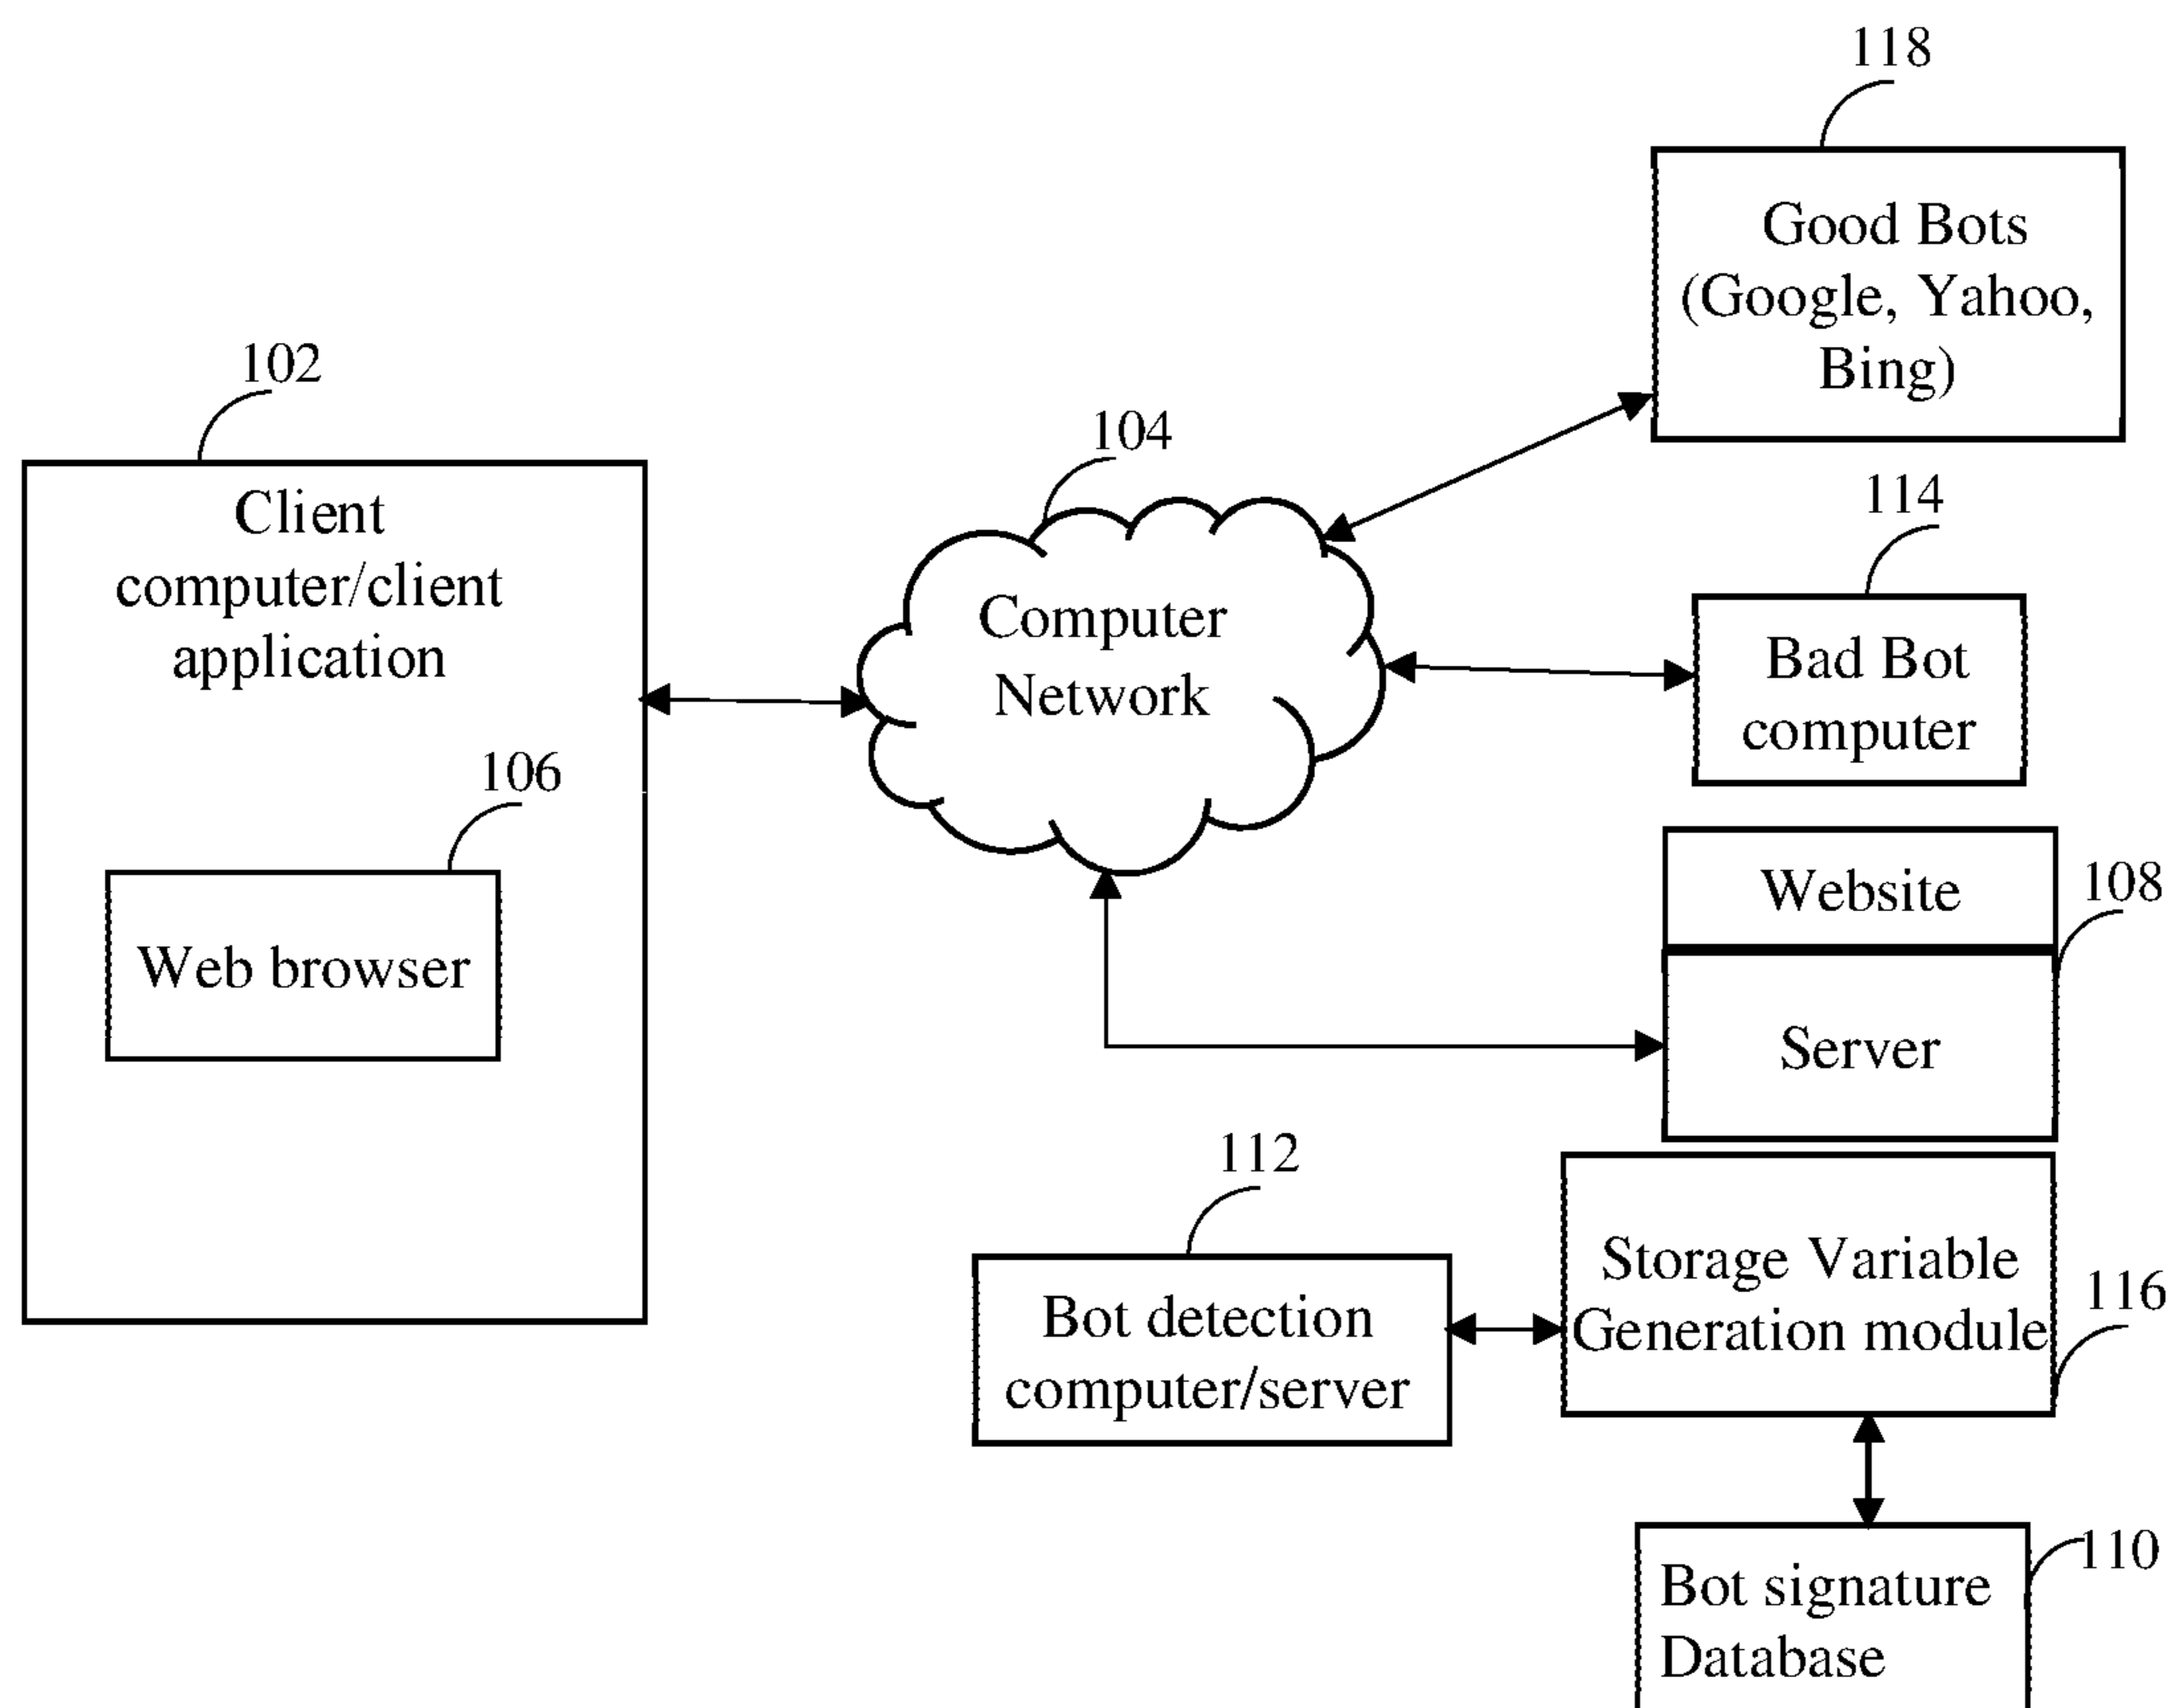 118
Good Bots
(Google, Yahoo,
Bing)
102
Client
computer/client
application
104
Computer
Network
114
Bad Bot
computer
106
Web browser
Website
108
Server
112
Bot detection
computer/server
Storage Variable
Generation module
116
Bot signature
Database
110